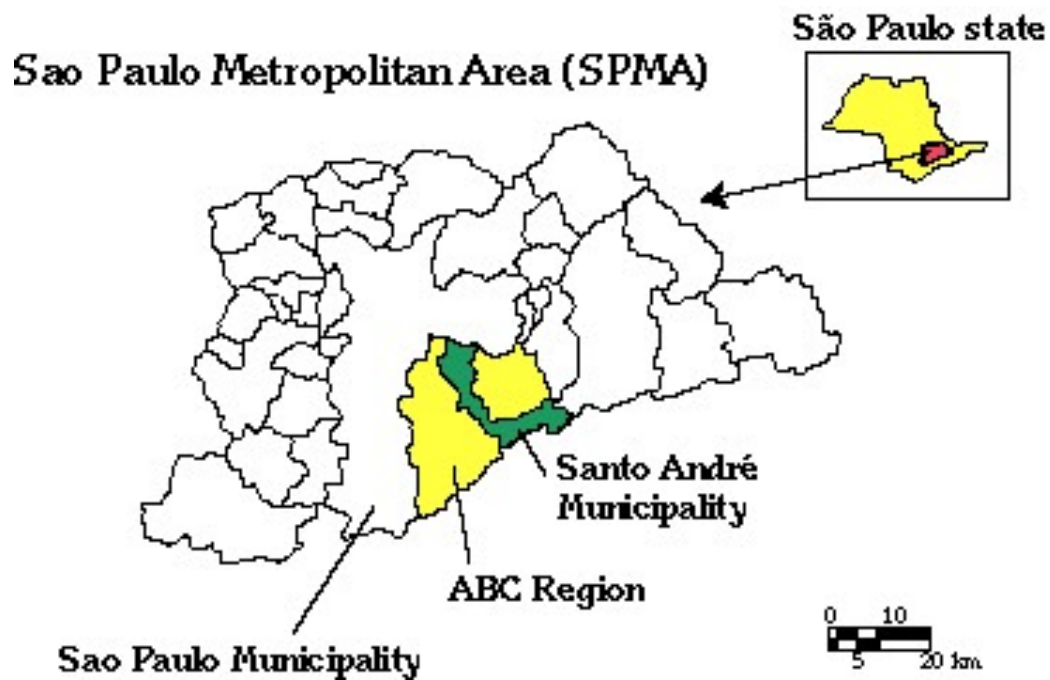 São Paulo state
Sao Paulo Metropolitan Area (SPMA)
Santo André
Municipality
ABC Region
Sao Paulo Municipality
0 10
5 20 km